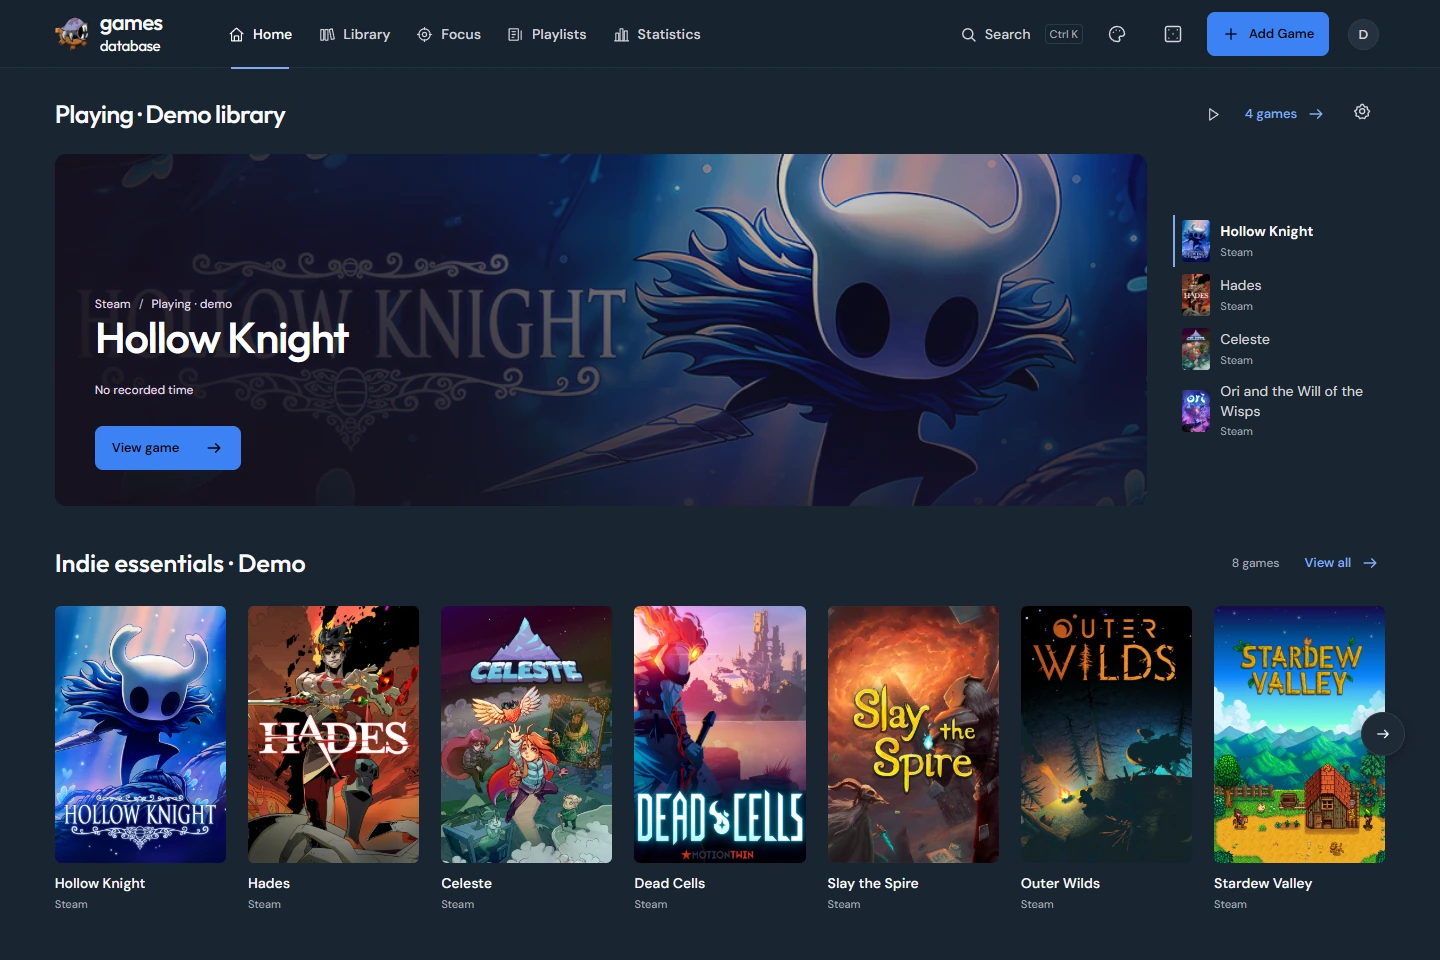 games
database
Home
Library
Focus
Playlists
Statistics
Search
Ctrl K
Add Game
D
Playing · Demo library
4 games
HOLLOW KNIGHT
Steam / Playing · demo
Hollow Knight
No recorded time
View game
Hollow Knight
Steam
HADES
Hades
Steam
CELESTE
Celeste
Steam
ori
Ori and the Will of the
Wisps
Steam
Indie essentials · Demo
8 games
View all
HOLLOW KNIGHT
HADES
CELESTE
DEAD CELLS
MOTIONTWIN
Slay
the
Spire
OUTER
WILDS
STARDEW
VALLEY
Hollow Knight
Steam
Hades
Steam
Celeste
Steam
Dead Cells
Steam
Slay the Spire
Steam
Outer Wilds
Steam
Stardew Valley
Steam